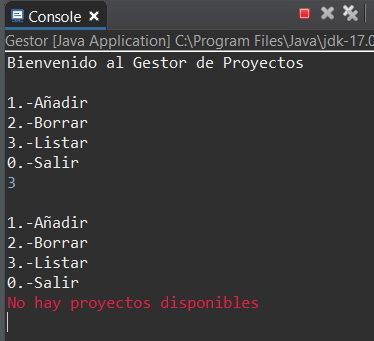 Console
Gestor [Java Application] C:\Program Files\Java\jdk-17.0
Bienvenido al Gestor de Proyectos
1.-Añadir
2.-Borrar
3.-Listar
0.-Salir
3
1.-Añadir
2.-Borrar
3.-Listar
0.-Salir
No hay proyectos disponibles